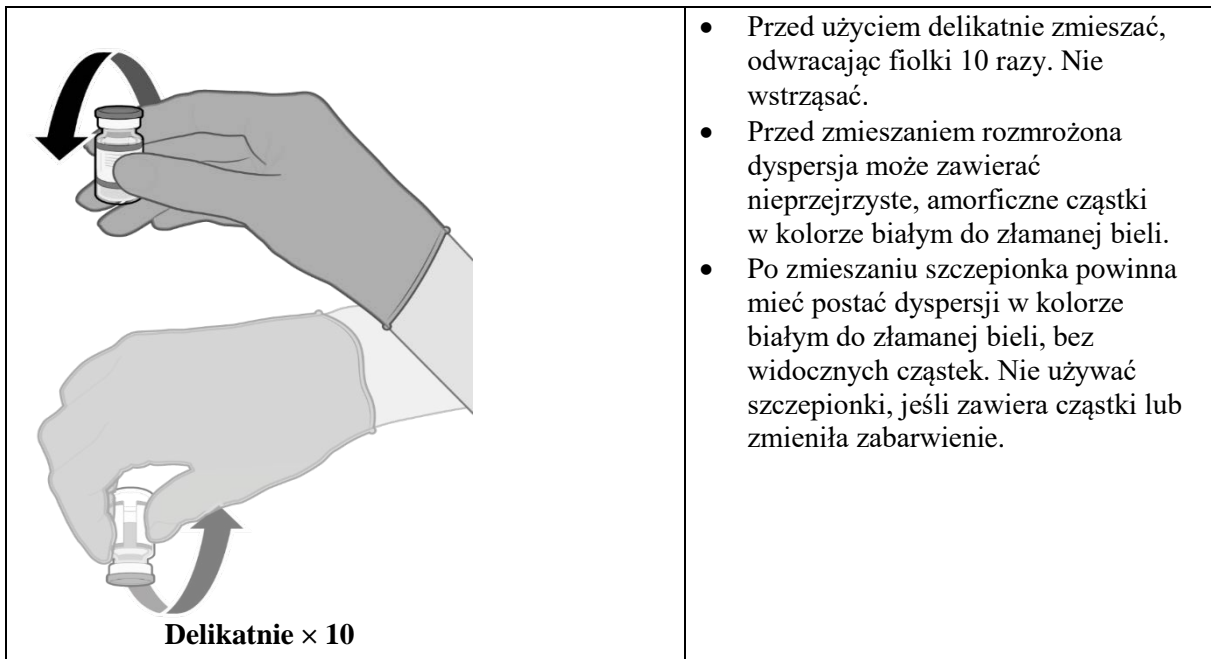 • Przed użyciem delikatnie zmieszać,
odwracając fiolki 10 razy. Nie
wstrząsać.
• Przed zmieszaniem rozmrożona
dyspersja może zawierać
nieprzejrzyste, amorficzne cząstki
w kolorze białym do złamanej bieli.
• Po zmieszaniu szczepionka powinna
mieć postać dyspersji w kolorze
białym do złamanej bieli, bez
widocznych cząstek. Nie używać
szczepionki, jeśli zawiera cząstki lub
zmieniła zabarwienie.
Delikatnie × 10